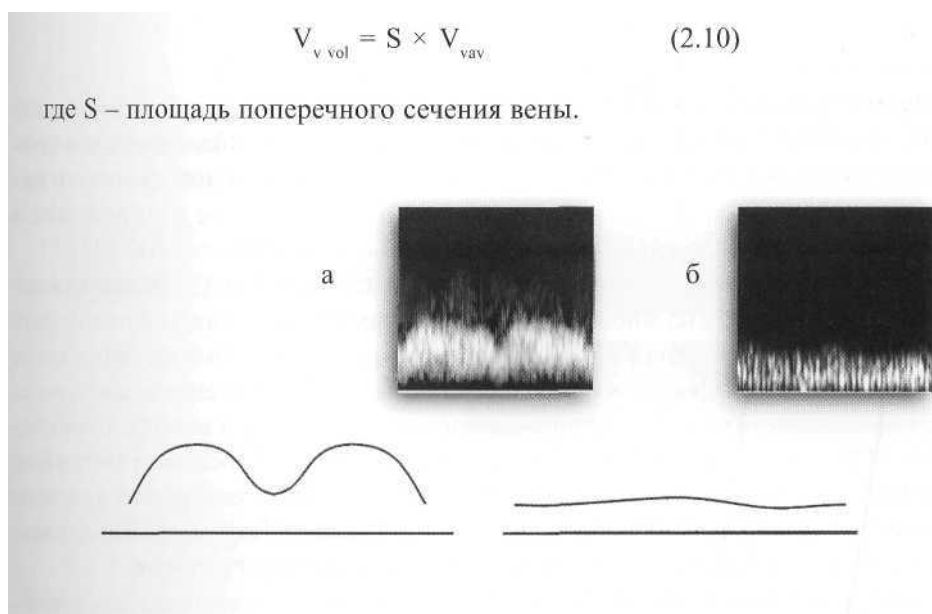 V_v vol = S × V_vav (2.10)
где S – площадь поперечного сечения вены.
а б